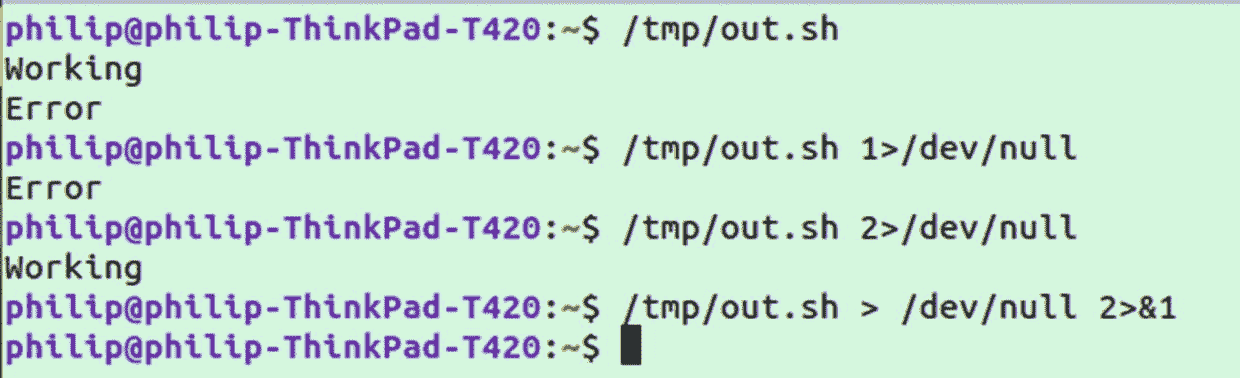 philip@philip-ThinkPad-T420:~$ /tmp/out.sh
Working
Error
philip@philip-ThinkPad-T420:~$ /tmp/out.sh 1>/dev/null
Error
philip@philip-ThinkPad-T420:~$ /tmp/out.sh 2>/dev/null
Working
philip@philip-ThinkPad-T420:~$ /tmp/out.sh > /dev/null 2>&1
philip@philip-ThinkPad-T420:~$